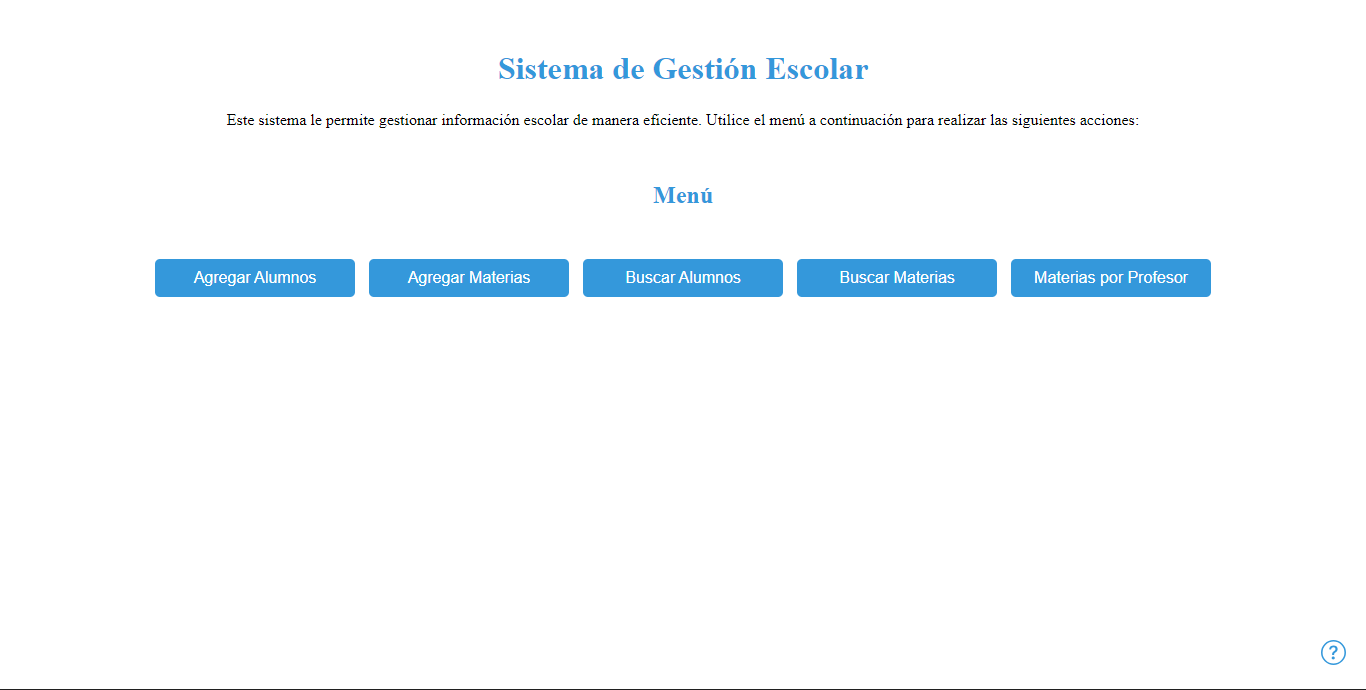 Sistema de Gestión Escolar
Este sistema le permite gestionar información escolar de manera eficiente. Utilice el menú a continuación para realizar las siguientes acciones:
Menú
Agregar Alumnos
Agregar Materias
Buscar Alumnos
Buscar Materias
Materias por Profesor
?